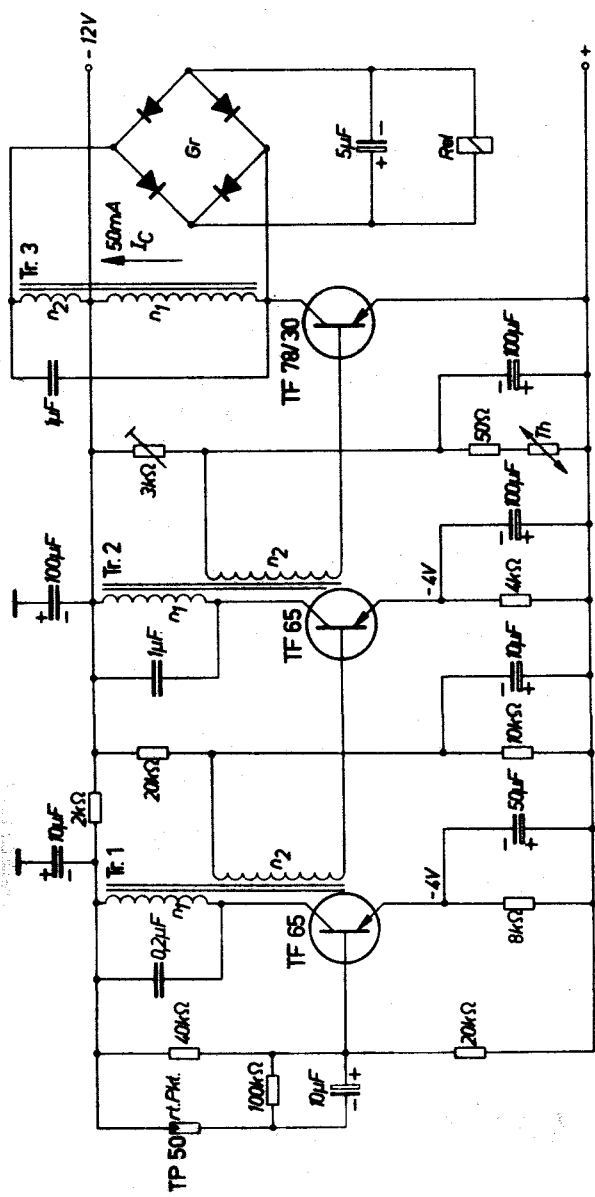 TP 50 mrt.Pkt.
100kΩ
10µF
+
−
40kΩ
20kΩ
0,2µF
n1
Tr. 1
TF 65
-4V
8kΩ
50µF
−
+
+
−
10µF
2kΩ
n2
20kΩ
10kΩ
10µF
−
+
1µF
n1
Tr. 2
TF 65
-4V
4kΩ
100µF
−
+
+
−
100µF
n2
3kΩ
50Ω
Th
100µF
−
+
1µF
n2
n1
Tr. 3
TF 78/30
50mA
IC
Gr
5µF
+
−
Rel
- 12V
+